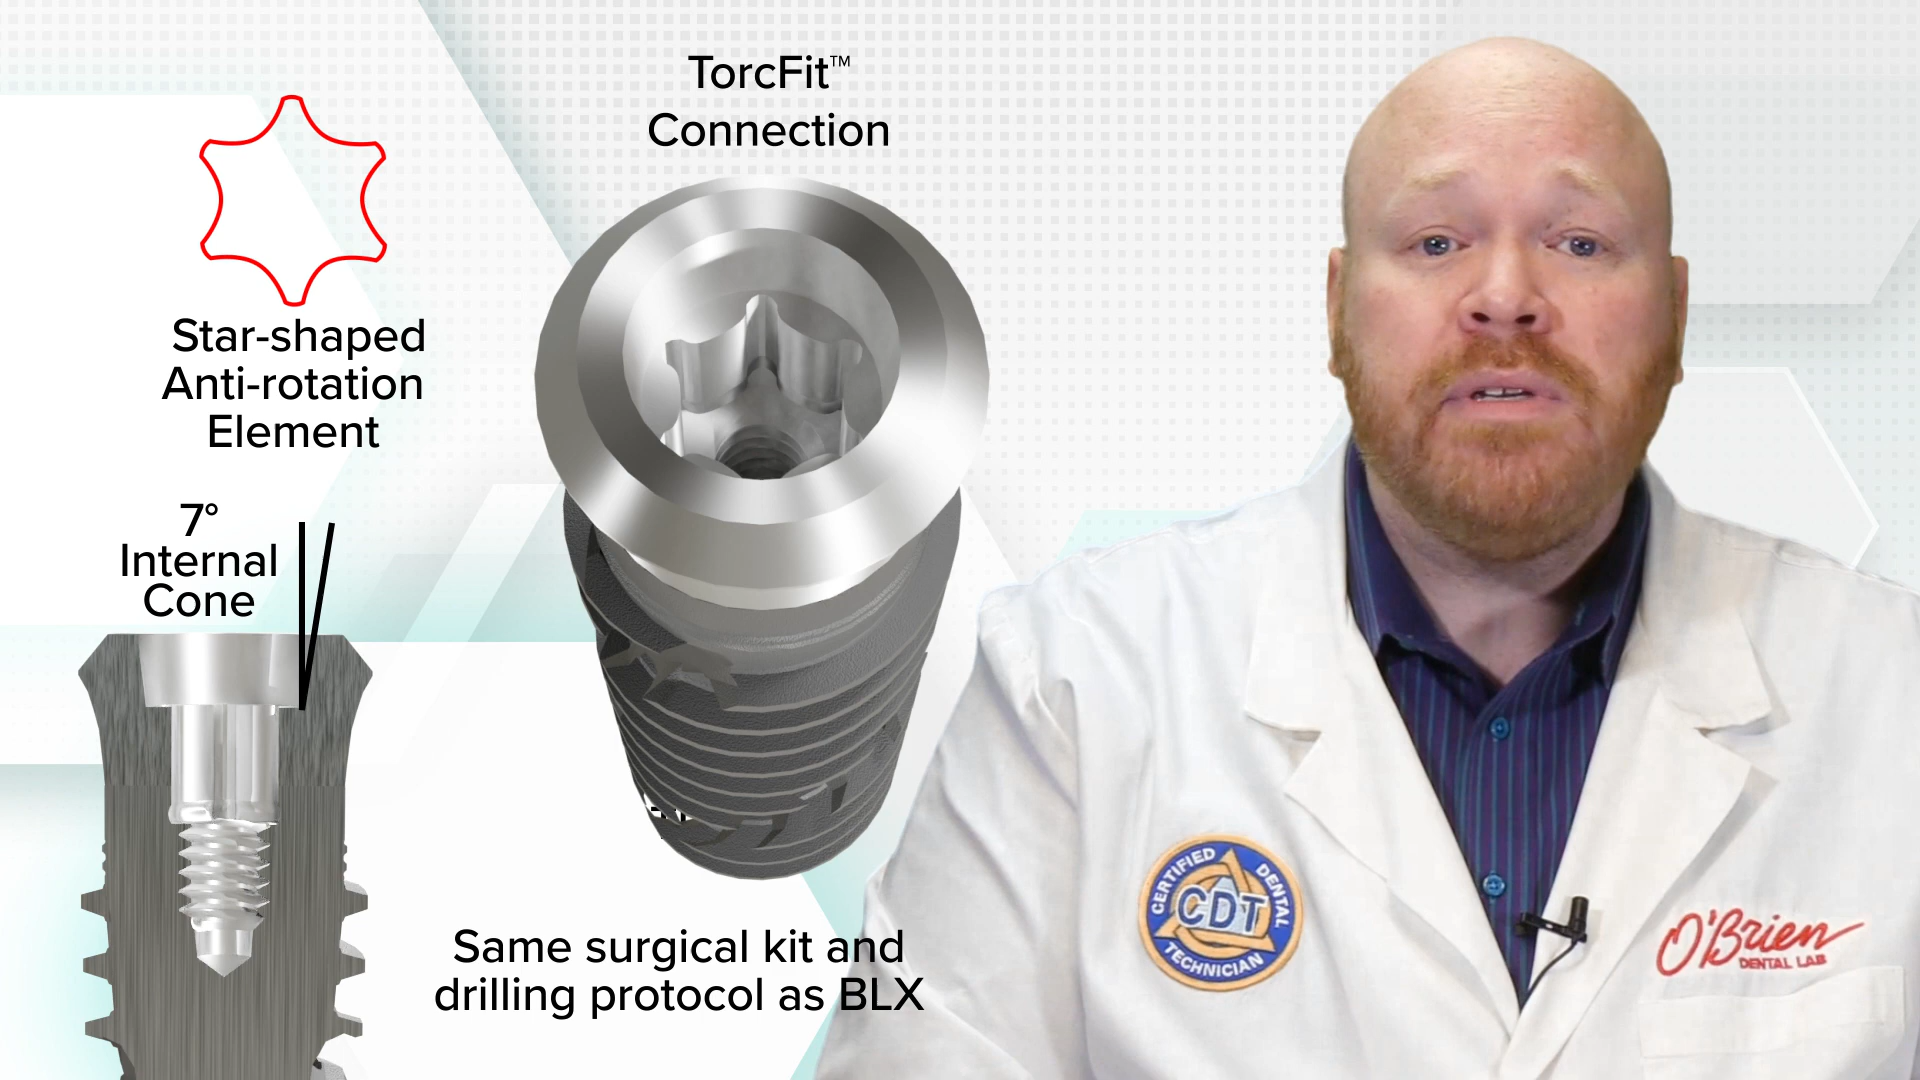 TorcFit™
Connection
Star-shaped
Anti-rotation
Element
7°
Internal
Cone
Same surgical kit and
drilling protocol as BLX
CERTIFIED DENTAL
CDT
TECHNICIAN
O'Brien
DENTAL LAB